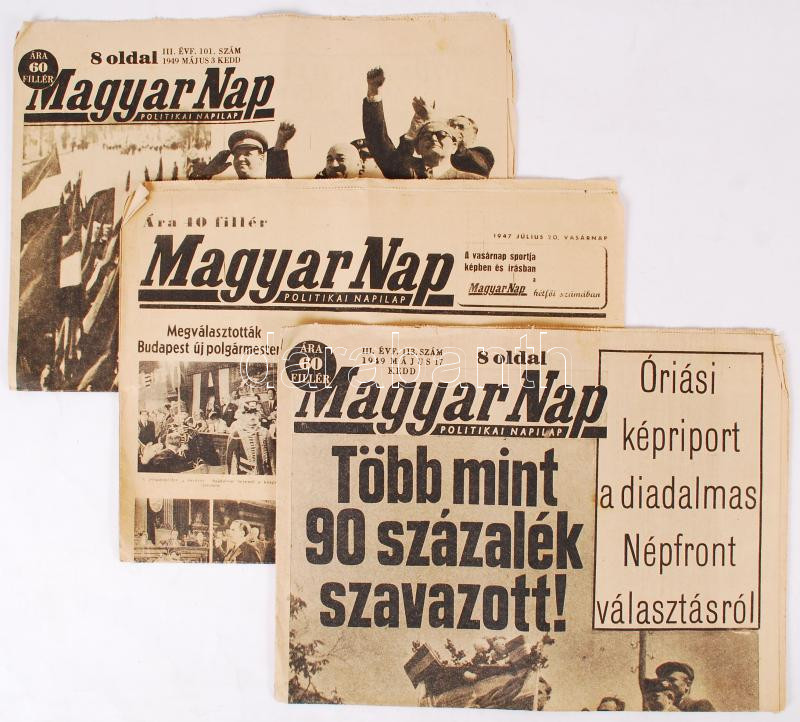 ÁRA
60
FILLÉR
8 oldal
III. ÉVF. 101. SZÁM
1949 MÁJUS 3 KEDD
Magyar Nap
POLITIKAI NAPILAP
Ára 40 fillér
1947 JÚLIUS 20. VASÁRNAP
Magyar Nap
POLITIKAI NAPILAP
A vasárnap sportja
képben és írásban
a
Magyar Nap
hétfői számában
Megválasztották
Budapest új polgármesterét
darabanth
ÁRA
60
FILLÉR
III. ÉVF. 113. SZÁM
1949 MÁJUS 17
KEDD
8 oldal
Magyar Nap
POLITIKAI NAPILAP
Több mint
90 százalék
szavazott!
Óriási
képriport
a diadalmas
Népfront
választásról